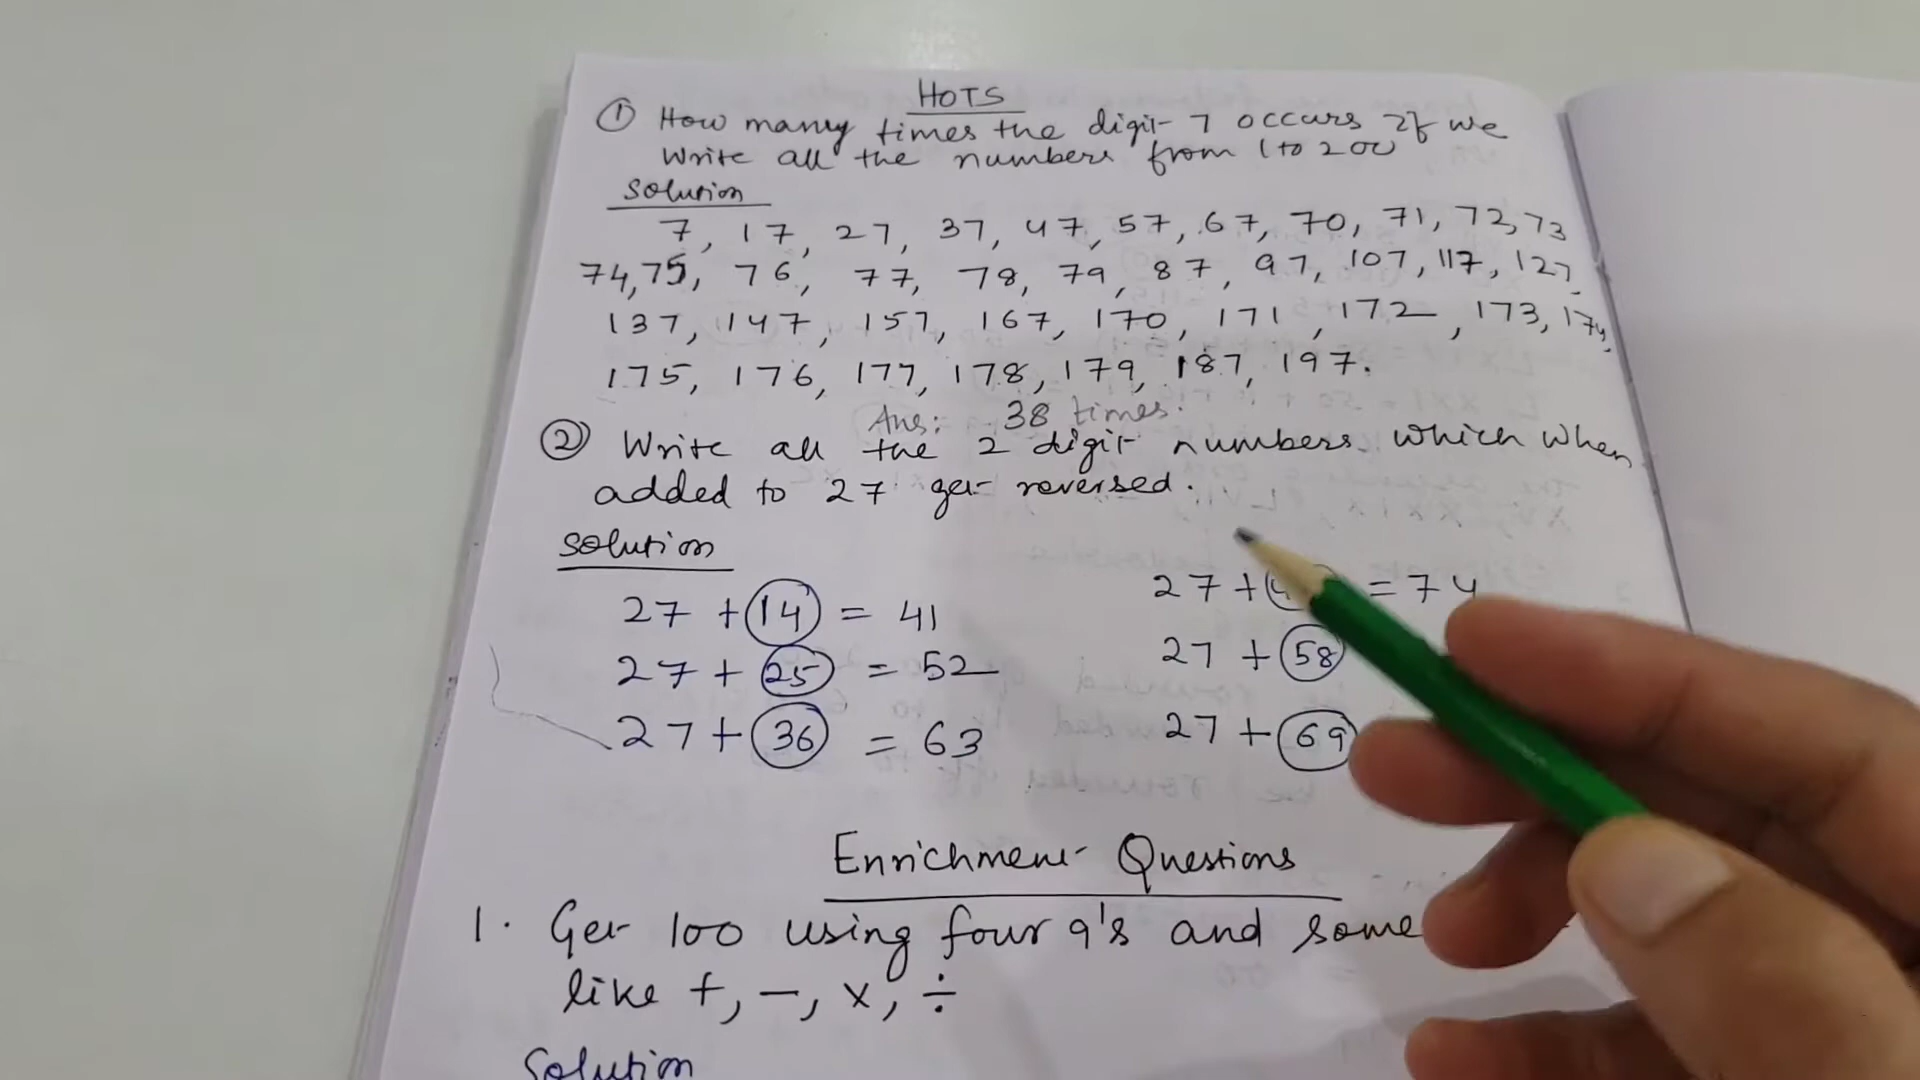 HOTS
① How many times the digit 7 occurs if we
write all the numbers from 1 to 200
Solution
7, 17, 27, 37, 47, 57, 67, 70, 71, 72, 73
74, 75, 76, 77, 78, 79, 87, 97, 107, 117, 127,
137, 147, 157, 167, 170, 171, 172, 173, 174,
175, 176, 177, 178, 179, 187, 197.
Ans: 38 times.
② Write all the 2 digit numbers which when
added to 27 get reversed.
Solution
27 + 14 = 41
27 + 25 = 52
27 + 36 = 63
27 + 4 = 74
27 + 58
27 + 69
Enrichment Questions
1. Get 100 using four 9's and some
like +, −, ×, ÷
Solution